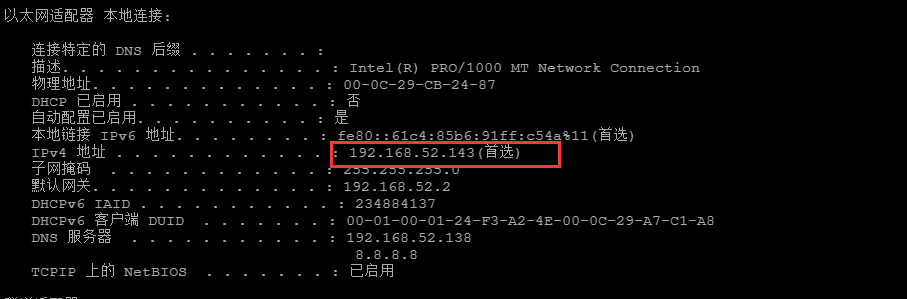 以太网适配器 本地连接:
连接特定的 DNS 后缀 . . . . . . . :
描述. . . . . . . . . . . . . . . : Intel(R) PRO/1000 MT Network Connection
物理地址. . . . . . . . . . . . . : 00-0C-29-CB-24-87
DHCP 已启用 . . . . . . . . . . . : 否
自动配置已启用. . . . . . . . . . : 是
本地链接 IPv6 地址. . . . . . . . : fe80::61c4:85b6:91ff:c54a%11(首选)
IPv4 地址 . . . . . . . . . . . . : 192.168.52.143(首选)
子网掩码  . . . . . . . . . . . . : 255.255.255.0
默认网关. . . . . . . . . . . . . : 192.168.52.2
DHCPv6 IAID . . . . . . . . . . . : 234884137
DHCPv6 客户端 DUID  . . . . . . . : 00-01-00-01-24-F3-A2-4E-00-0C-29-A7-C1-A8
DNS 服务器  . . . . . . . . . . . : 192.168.52.138
8.8.8.8
TCPIP 上的 NetBIOS  . . . . . . . : 已启用